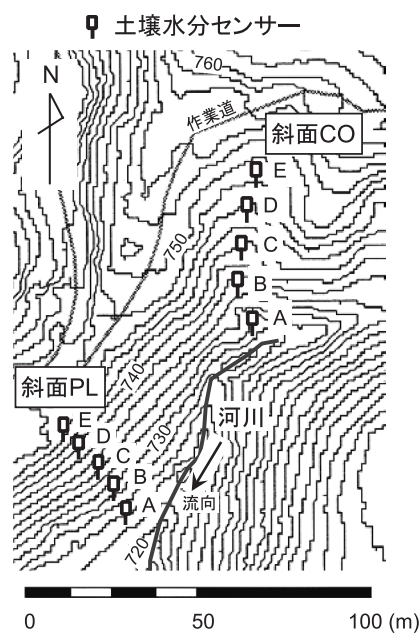 土壌水分センサー
760
N
作業道
斜面CO
E
D
C
B
A
750
740
730
720
斜面PL
E
D
C
B
A
河川
流向
0 50 100 (m)